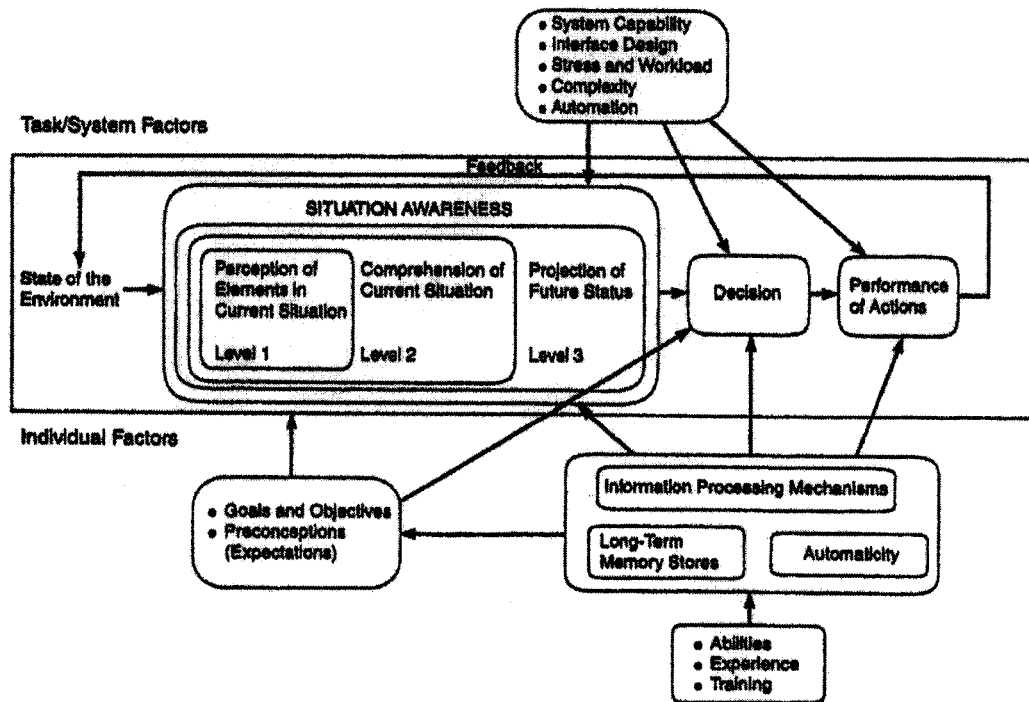 • System Capability
• Interface Design
• Stress and Workload
• Complexity
• Automation
Task/System Factors
Feedback
SITUATION AWARENESS
State of the
Environment
Perception of
Elements in
Current Situation
Level 1
Comprehension of
Current Situation
Level 2
Projection of
Future Status
Level 3
Decision
Performance
of Actions
Individual Factors
• Goals and Objectives
• Preconceptions
(Expectations)
Information Processing Mechanisms
Long-Term
Memory Stores
Automaticity
• Abilities
• Experience
• Training